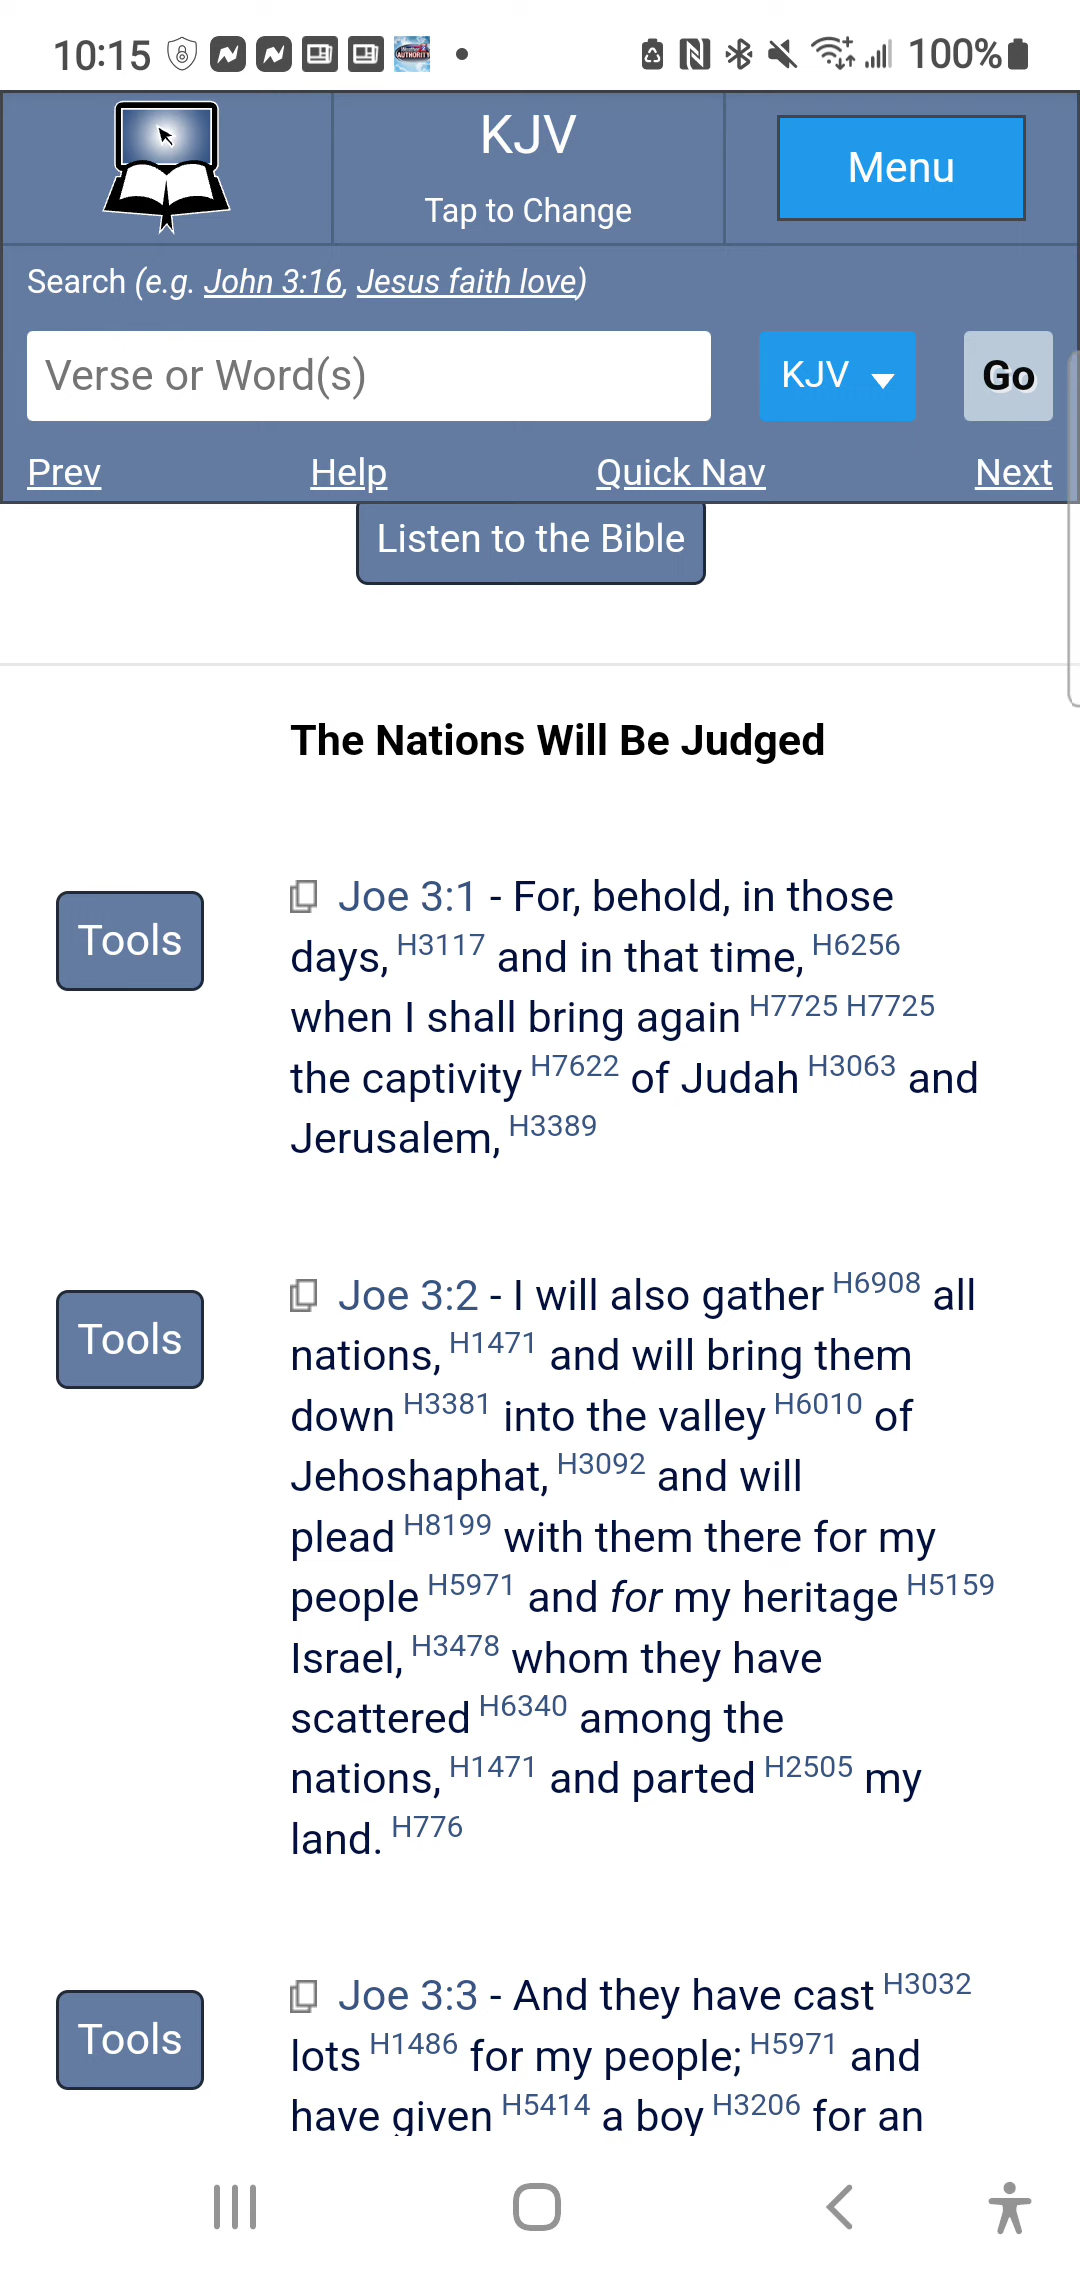 10:15 100%
KJV
Tap to Change
Menu
Search (e.g. John 3:16, Jesus faith love)
Verse or Word(s) KJV Go
Prev Help Quick Nav Next
Listen to the Bible
The Nations Will Be Judged
Tools
Joe 3:1 - For, behold, in those
days, H3117 and in that time, H6256
when I shall bring again H7725 H7725
the captivity H7622 of Judah H3063 and
Jerusalem, H3389
Tools
Joe 3:2 - I will also gather H6908 all
nations, H1471 and will bring them
down H3381 into the valley H6010 of
Jehoshaphat, H3092 and will
plead H8199 with them there for my
people H5971 and for my heritage H5159
Israel, H3478 whom they have
scattered H6340 among the
nations, H1471 and parted H2505 my
land. H776
Tools
Joe 3:3 - And they have cast H3032
lots H1486 for my people; H5971 and
have given H5414 a boy H3206 for an